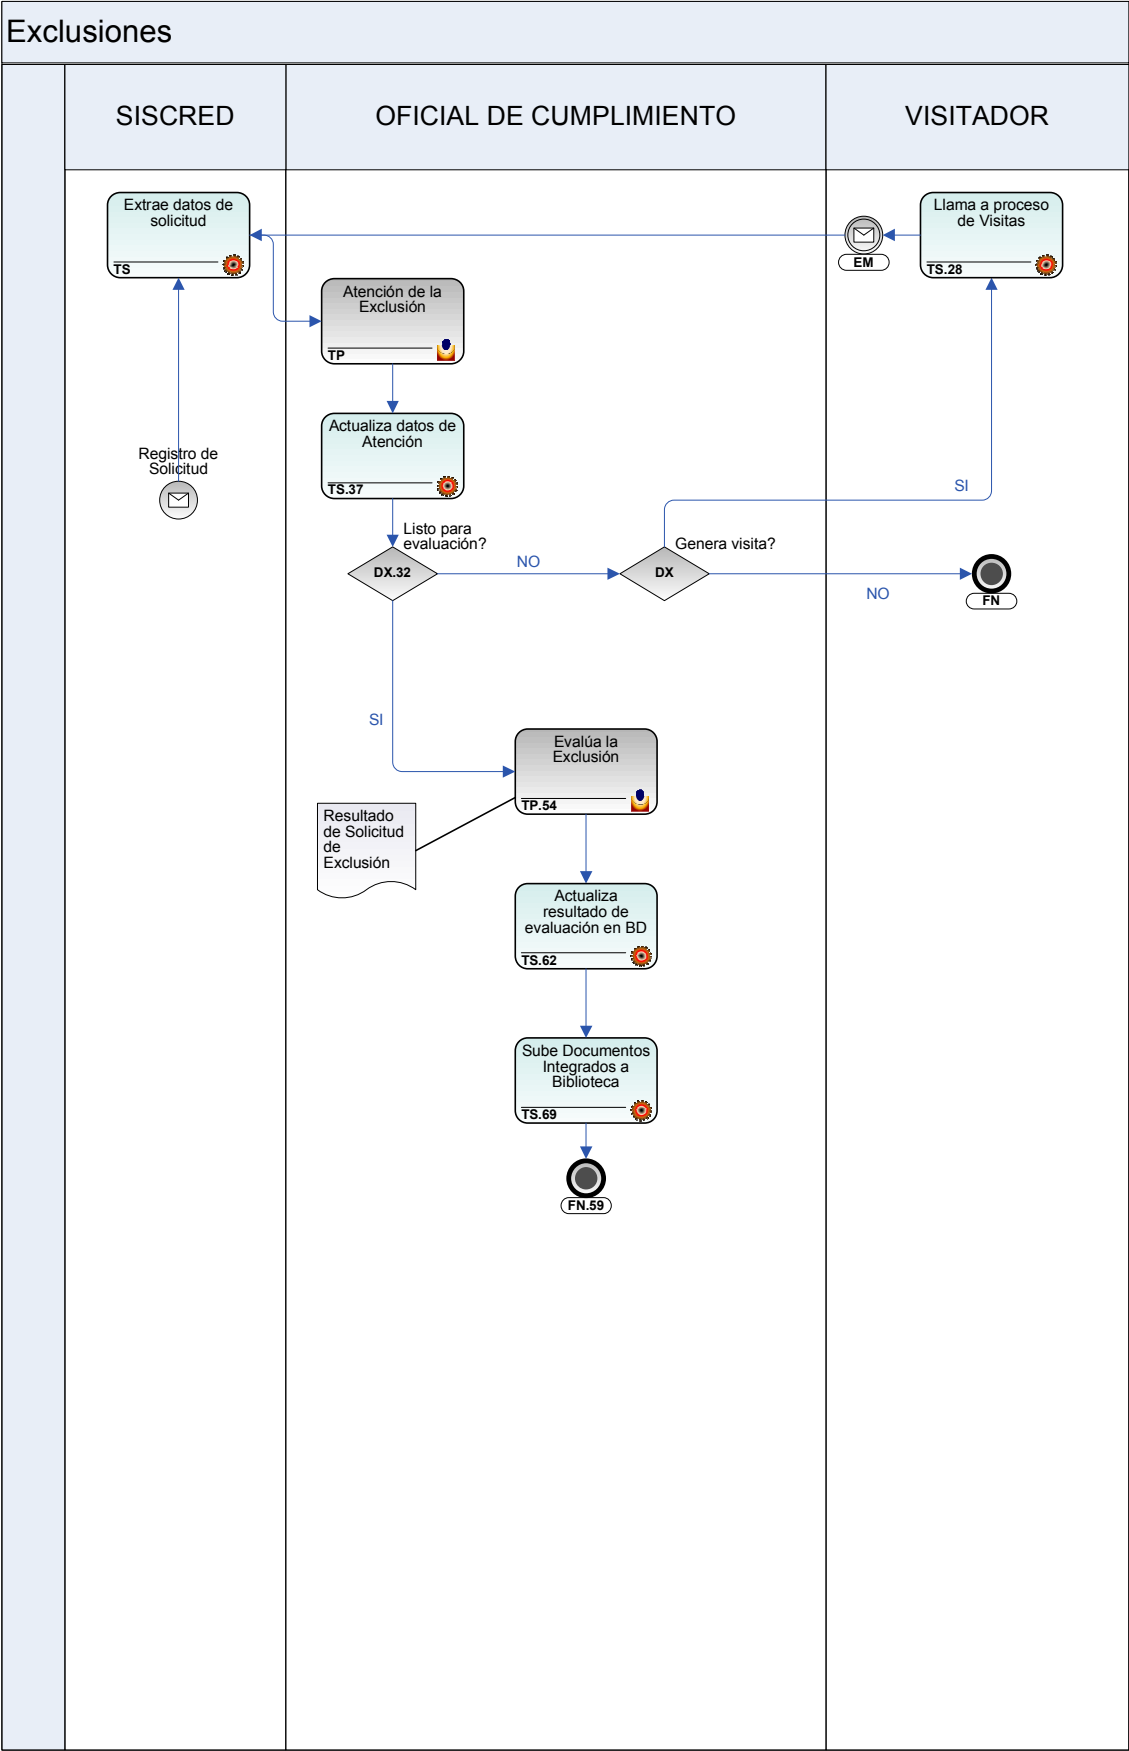 Exclusiones
SISCRED
OFICIAL DE CUMPLIMIENTO
VISITADOR
Extrae datos de
solicitud
TS
Llama a proceso
de Visitas
TS.28
EM
Atención de la
Exclusión
TP
Actualiza datos de
Atención
TS.37
Registro de
Solicitud
Listo para
evaluación?
DX.32
NO
Genera visita?
DX
SI
NO
FN
SI
Evalúa la
Exclusión
TP.54
Resultado
de Solicitud
de
Exclusión
Actualiza
resultado de
evaluación en BD
TS.62
Sube Documentos
Integrados a
Biblioteca
TS.69
FN.59